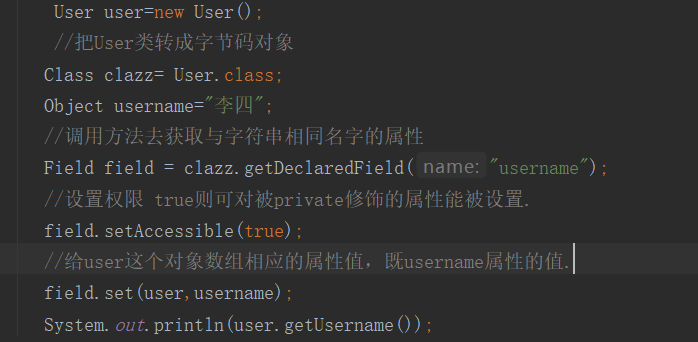 User user=new User();
//把User类转成字节码对象
Class clazz= User.class;
Object username="李四";
//调用方法去获取与字符串相同名字的属性
Field field = clazz.getDeclaredField( name: "username");
//设置权限 true则可对被private修饰的属性能被设置.
field.setAccessible(true);
//给user这个对象数组相应的属性值，既username属性的值.
field.set(user,username);
System.out.println(user.getUsername());